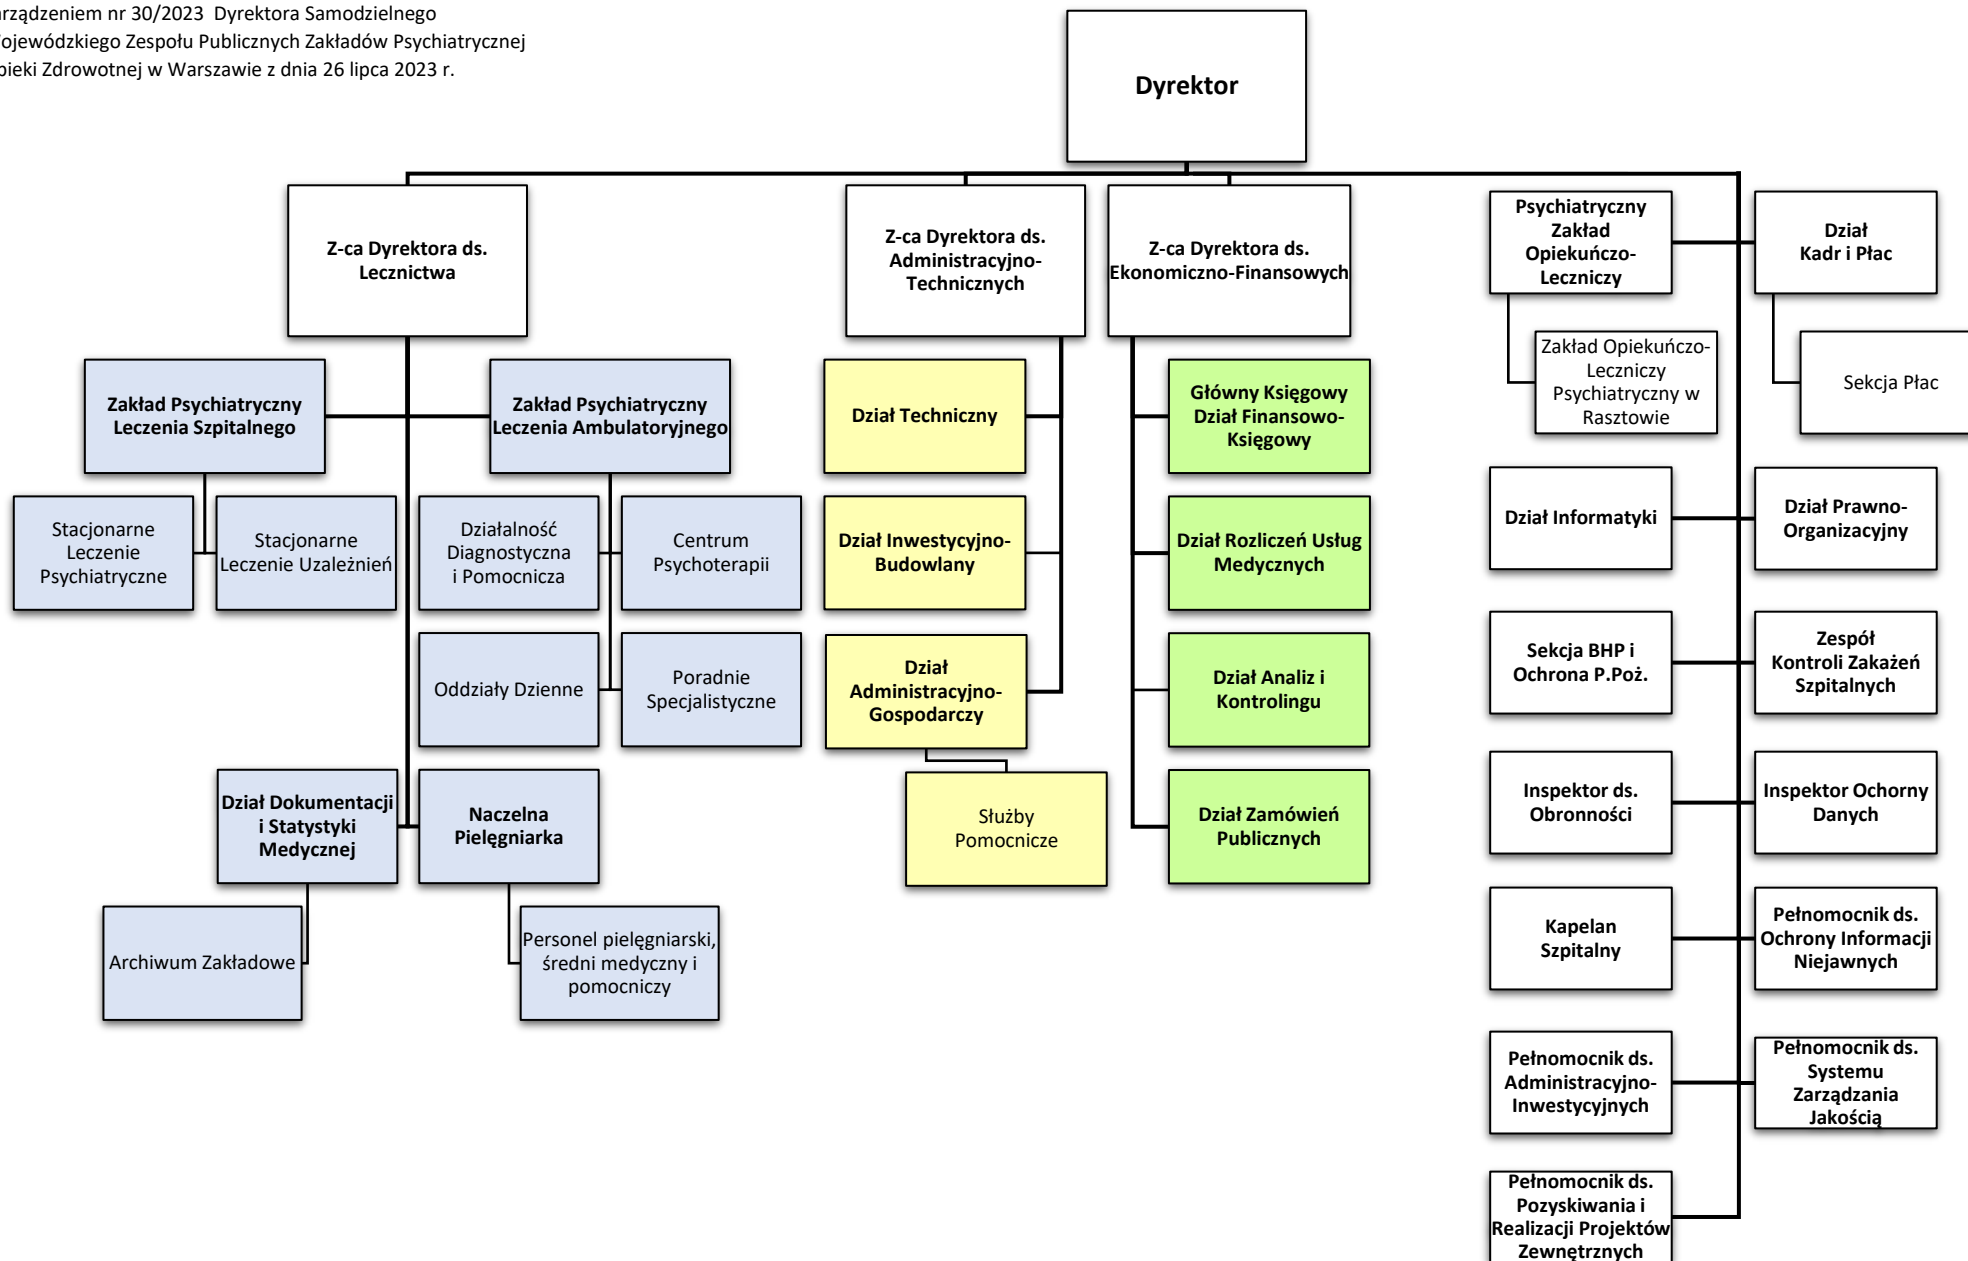 arządzeniem nr 30/2023 Dyrektora Samodzielnego
ojewódzkiego Zespołu Publicznych Zakładów Psychiatrycznej
pieki Zdrowotnej w Warszawie z dnia 26 lipca 2023 r.
Dyrektor
Z-ca Dyrektora ds.
Lecznictwa
Z-ca Dyrektora ds.
Administracyjno-
Technicznych
Z-ca Dyrektora ds.
Ekonomiczno-Finansowych
Psychiatryczny
Zakład
Opiekuńczo-
Leczniczy
Dział
Kadr i Płac
Zakład Opiekuńczo-
Leczniczy
Psychiatryczny w
Rasztowie
Sekcja Płac
Zakład Psychiatryczny
Leczenia Szpitalnego
Zakład Psychiatryczny
Leczenia Ambulatoryjnego
Dział Techniczny
Główny Księgowy
Dział Finansowo-
Księgowy
Stacjonarne
Leczenie
Psychiatryczne
Stacjonarne
Leczenie Uzależnień
Działalność
Diagnostyczna
i Pomocnicza
Centrum
Psychoterapii
Dział Inwestycyjno-
Budowlany
Dział Rozliczeń Usług
Medycznych
Dział Informatyki
Dział Prawno-
Organizacyjny
Oddziały Dzienne
Poradnie
Specjalistyczne
Dział
Administracyjno-
Gospodarczy
Dział Analiz i
Kontrolingu
Sekcja BHP i
Ochrona P.Poż.
Zespół
Kontroli Zakażeń
Szpitalnych
Dział Dokumentacji
i Statystyki
Medycznej
Naczelna
Pielęgniarka
Służby
Pomocnicze
Dział Zamówień
Publicznych
Inspektor ds.
Obronności
Inspektor Ochorny
Danych
Archiwum Zakładowe
Personel pielęgniarski,
średni medyczny i
pomocniczy
Kapelan
Szpitalny
Pełnomocnik ds.
Ochrony Informacji
Niejawnych
Pełnomocnik ds.
Administracyjno-
Inwestycyjnych
Pełnomocnik ds.
Systemu
Zarządzania
Jakością
Pełnomocnik ds.
Pozyskiwania i
Realizacji Projektów
Zewnętrznych